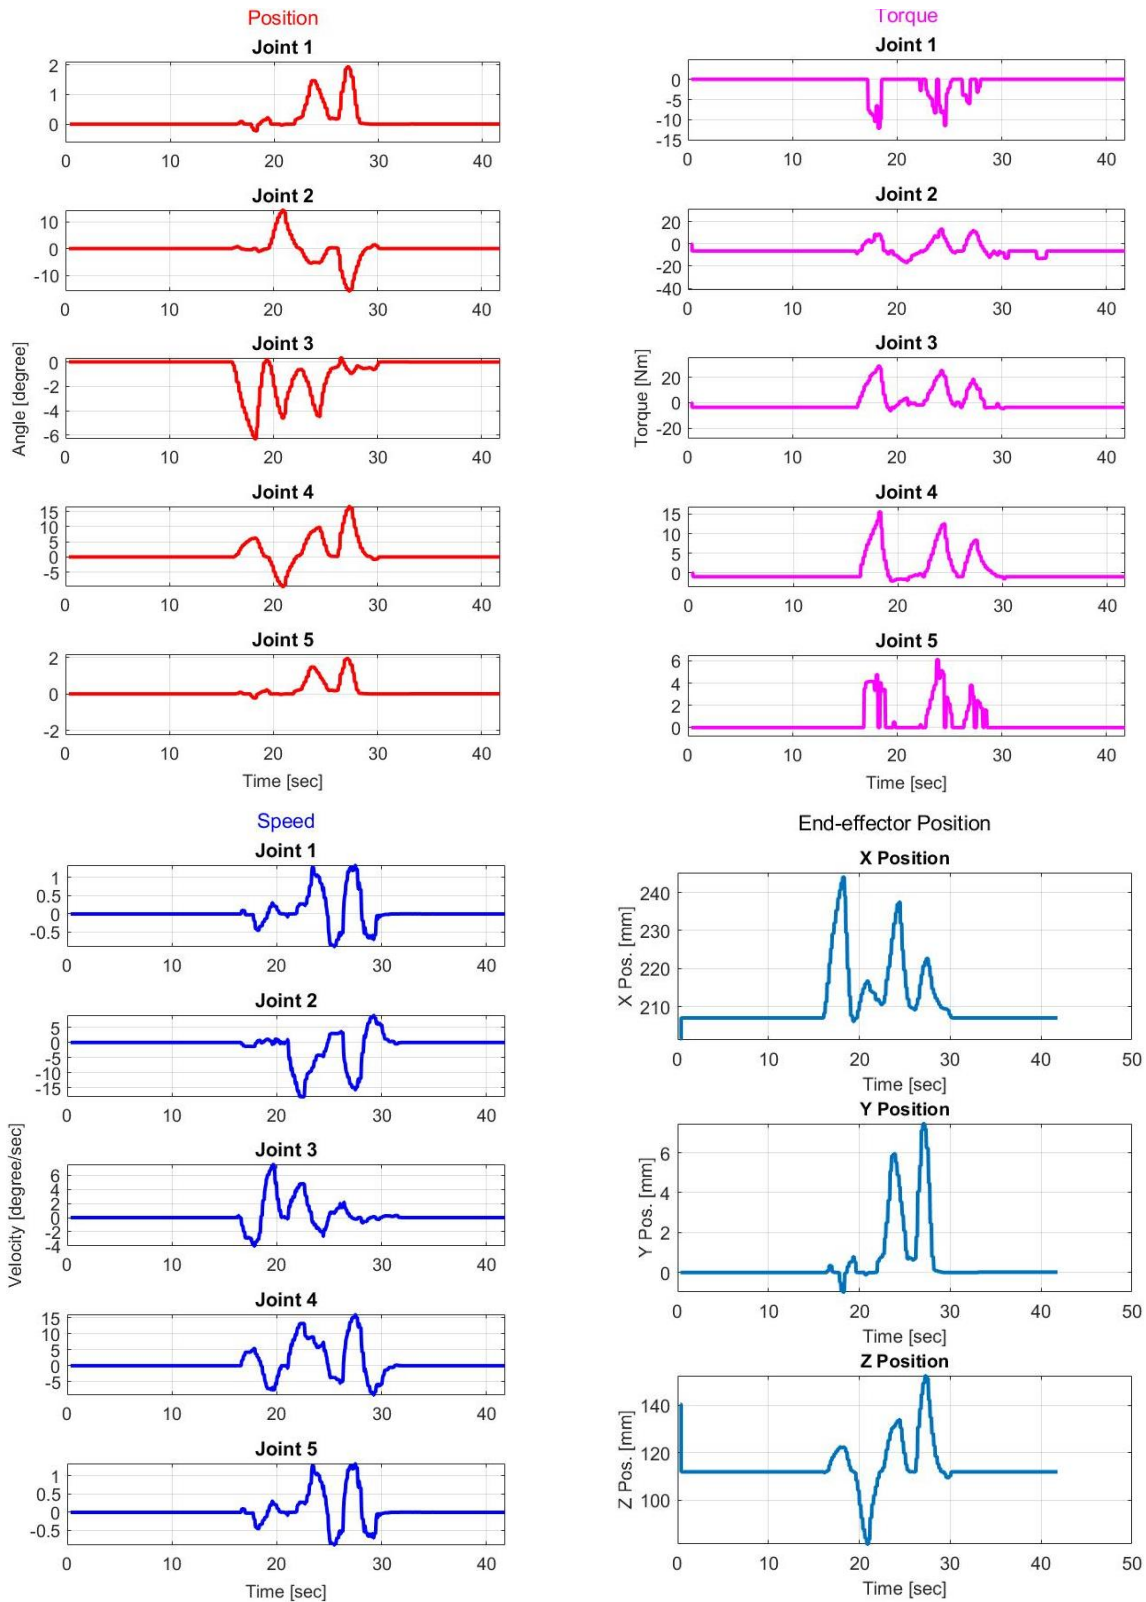 Position
Joint 1
2
1
0
0 10 20 30 40
Joint 2
10
0
-10
0 10 20 30 40
Joint 3
0
-2
-4
-6
0 10 20 30 40
Joint 4
15
10
5
0
-5
0 10 20 30 40
Joint 5
2
0
-2
0 10 20 30 40
Time [sec]
Angle [degree]
Torque
Joint 1
0
-5
-10
-15
0 10 20 30 40
Joint 2
20
0
-20
-40
0 10 20 30 40
Joint 3
20
0
-20
0 10 20 30 40
Joint 4
15
10
5
0
0 10 20 30 40
Joint 5
6
4
2
0
0 10 20 30 40
Time [sec]
Torque [Nm]
Speed
Joint 1
1
0.5
0
-0.5
0 10 20 30 40
Joint 2
5
0
-5
-10
-15
0 10 20 30 40
Joint 3
6
4
2
0
-2
-4
0 10 20 30 40
Joint 4
15
10
5
0
-5
0 10 20 30 40
Joint 5
1
0.5
0
-0.5
0 10 20 30 40
Time [sec]
Velocity [degree/sec]
End-effector Position
X Position
240
230
220
210
X Pos. [mm]
0 10 20 30 40 50
Time [sec]
Y Position
6
4
2
0
Y Pos. [mm]
0 10 20 30 40 50
Time [sec]
Z Position
140
120
100
Z Pos. [mm]
0 10 20 30 40 50
Time [sec]